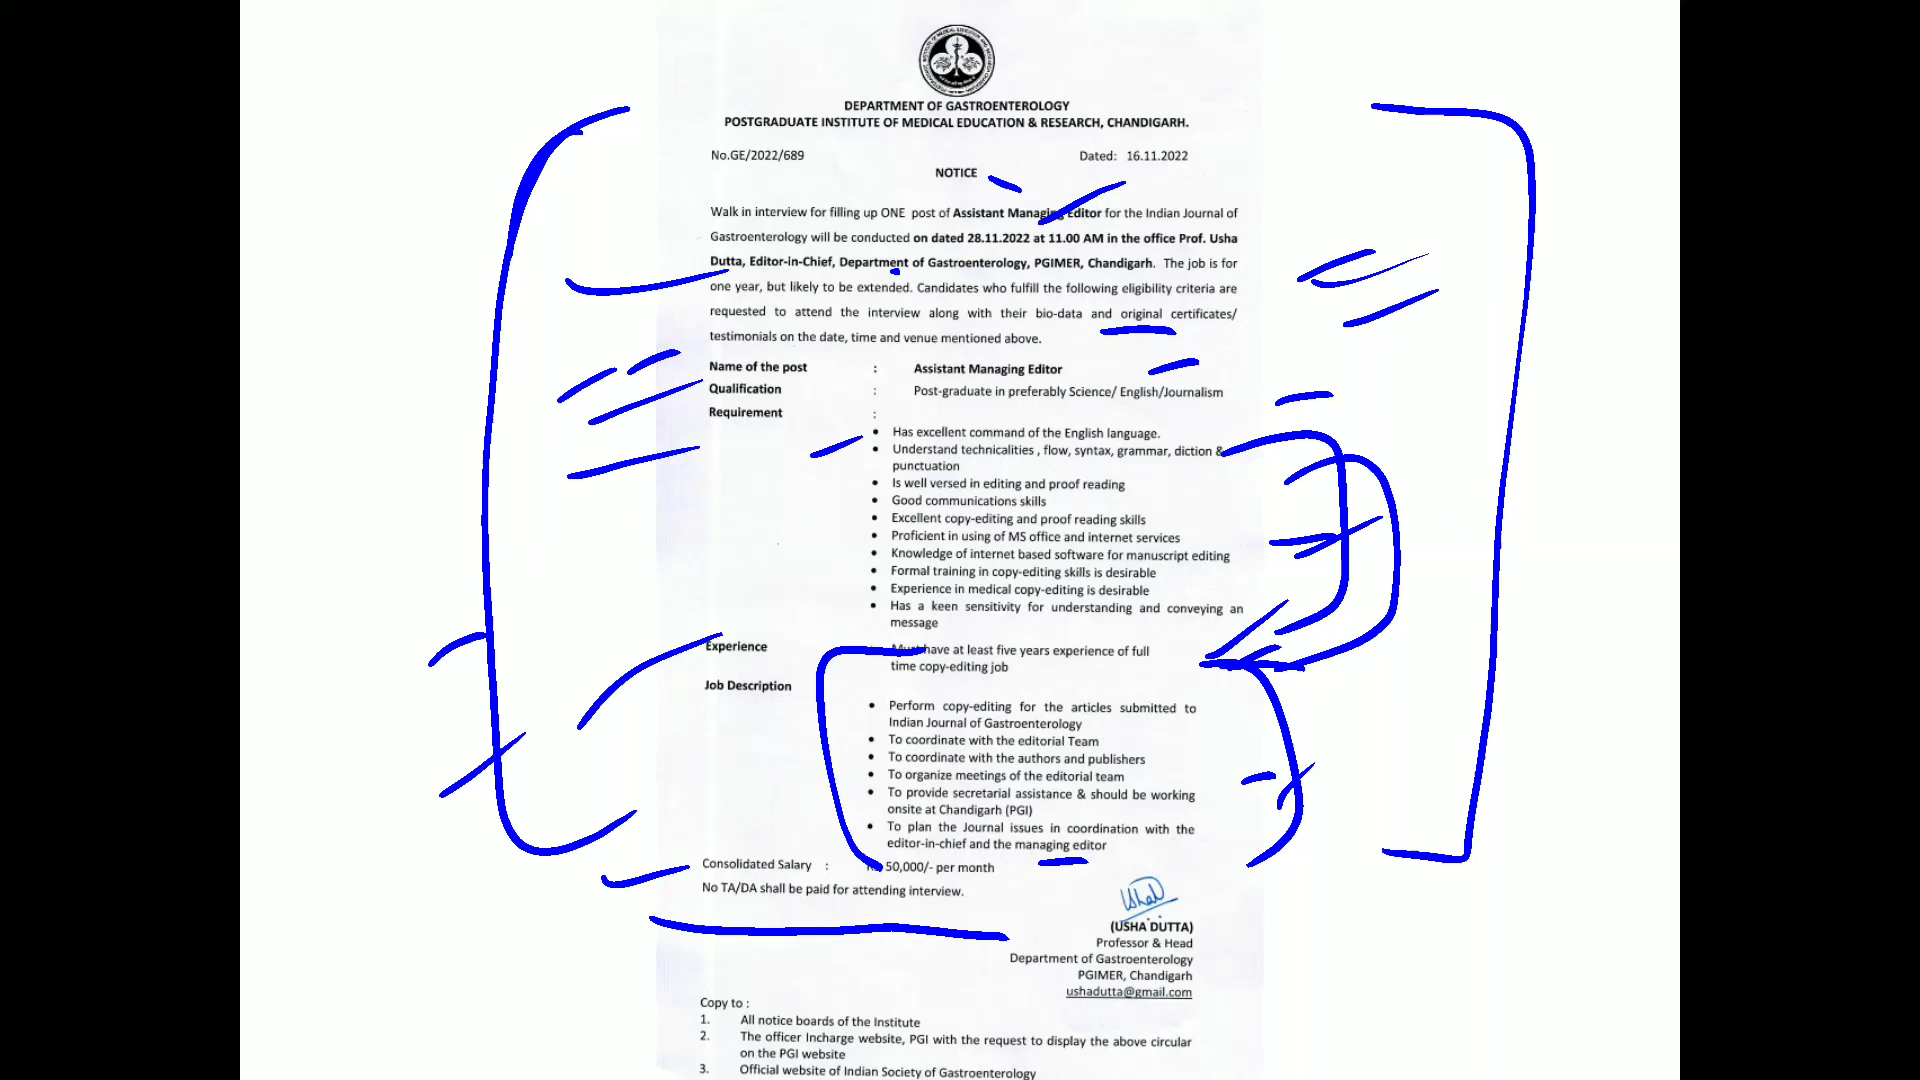 DEPARTMENT OF GASTROENTEROLOGY
POSTGRADUATE INSTITUTE OF MEDICAL EDUCATION & RESEARCH, CHANDIGARH.
No.GE/2022/689 Dated: 16.11.2022
NOTICE
Walk in interview for filling up ONE post of Assistant Managing Editor for the Indian Journal of
Gastroenterology will be conducted on dated 28.11.2022 at 11.00 AM in the office Prof. Usha
Dutta, Editor-in-Chief, Department of Gastroenterology, PGIMER, Chandigarh. The job is for
one year, but likely to be extended. Candidates who fulfill the following eligibility criteria are
requested to attend the interview along with their bio-data and original certificates/
testimonials on the date, time and venue mentioned above.
Name of the post : Assistant Managing Editor
Qualification : Post-graduate in preferably Science/ English/Journalism
Requirement :
• Has excellent command of the English language.
• Understand technicalities , flow, syntax, grammar, diction &
punctuation
• Is well versed in editing and proof reading
• Good communications skills
• Excellent copy-editing and proof reading skills
• Proficient in using of MS office and internet services
• Knowledge of internet based software for manuscript editing
• Formal training in copy-editing skills is desirable
• Experience in medical copy-editing is desirable
• Has a keen sensitivity for understanding and conveying an
message
Experience Must have at least five years experience of full
time copy-editing job
Job Description
• Perform copy-editing for the articles submitted to
Indian Journal of Gastroenterology
• To coordinate with the editorial Team
• To coordinate with the authors and publishers
• To organize meetings of the editorial team
• To provide secretarial assistance & should be working
onsite at Chandigarh (PGI)
• To plan the Journal issues in coordination with the
editor-in-chief and the managing editor
Consolidated Salary : 50,000/- per month
No TA/DA shall be paid for attending interview.
(USHA DUTTA)
Professor & Head
Department of Gastroenterology
PGIMER, Chandigarh
ushadutta@gmail.com
Copy to :
1. All notice boards of the Institute
2. The officer Incharge website, PGI with the request to display the above circular
on the PGI website
3. Official website of Indian Society of Gastroenterology